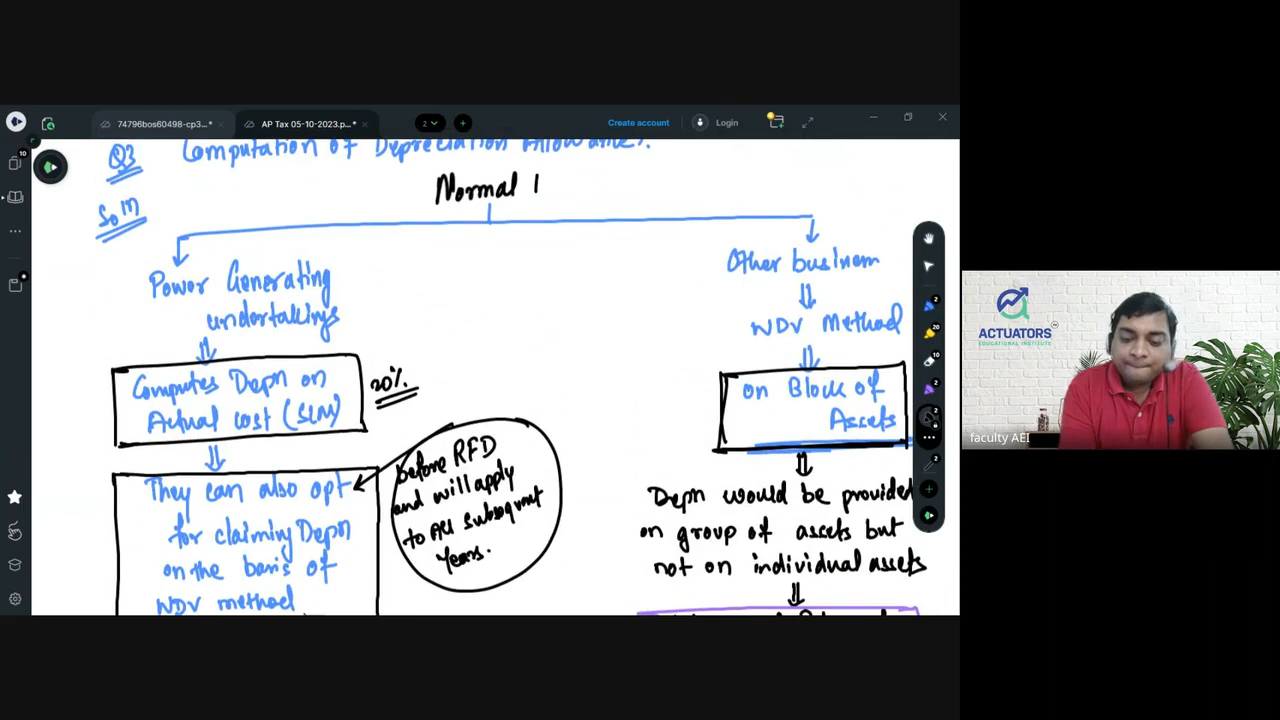 74796bos60498-cp3...*
AP Tax 05-10-2023.p...*
2
Create account
Login
Q3 Computation of Depreciation Allowance?
Soln
Normal
Power Generating
undertakings
Computes Depn on
Actual cost (SLM)
20%
They can also opt
for claiming Depn
on the basis of
WDV method
before RFD
and will apply
to All subsequent
Years.
Other business
WDV Method
on Block of
Assets
Depn would be provided
on group of assets but
not on individual assets
ACTUATORS
EDUCATIONAL INSTITUTE
faculty AEI